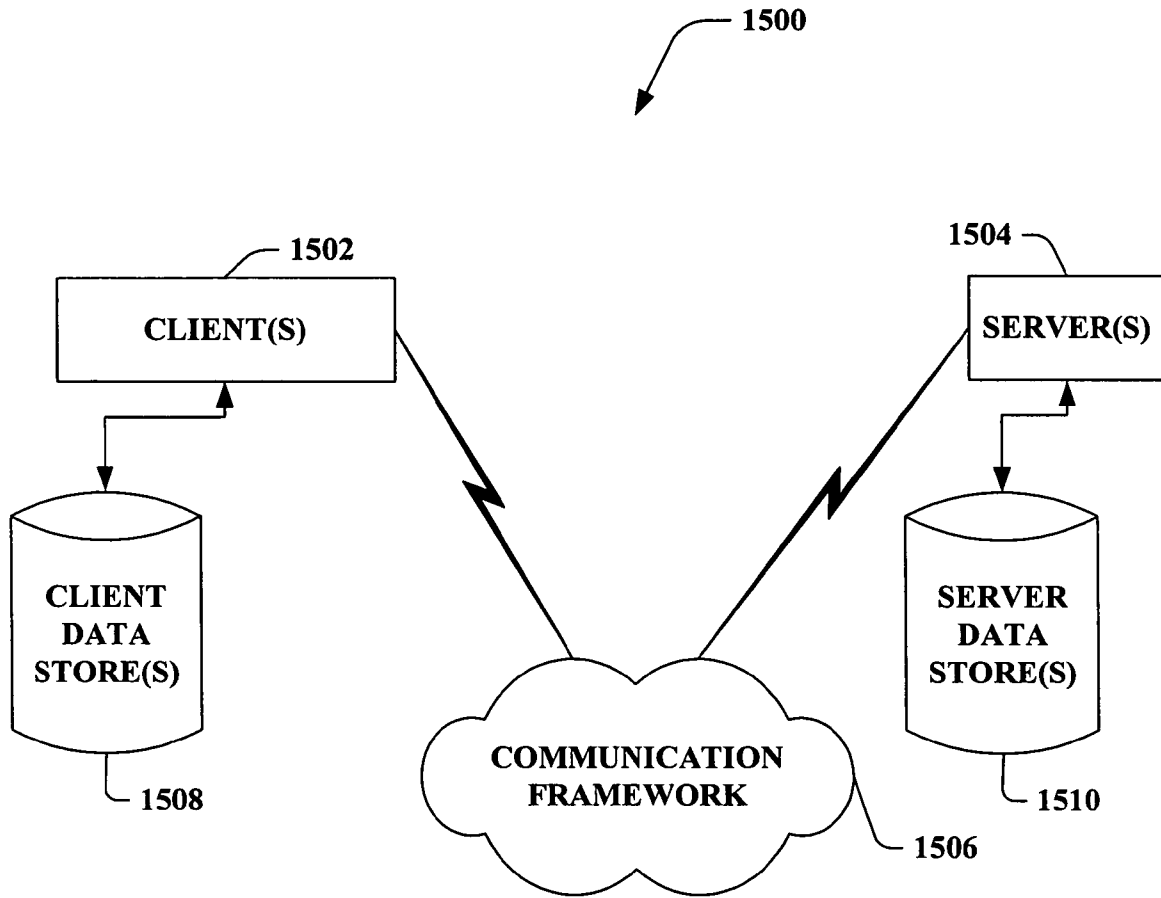 1500
1502
1504
CLIENT(S)
SERVER(S)
CLIENT
DATA
STORE(S)
SERVER
DATA
STORE(S)
COMMUNICATION
FRAMEWORK
1508
1510
1506